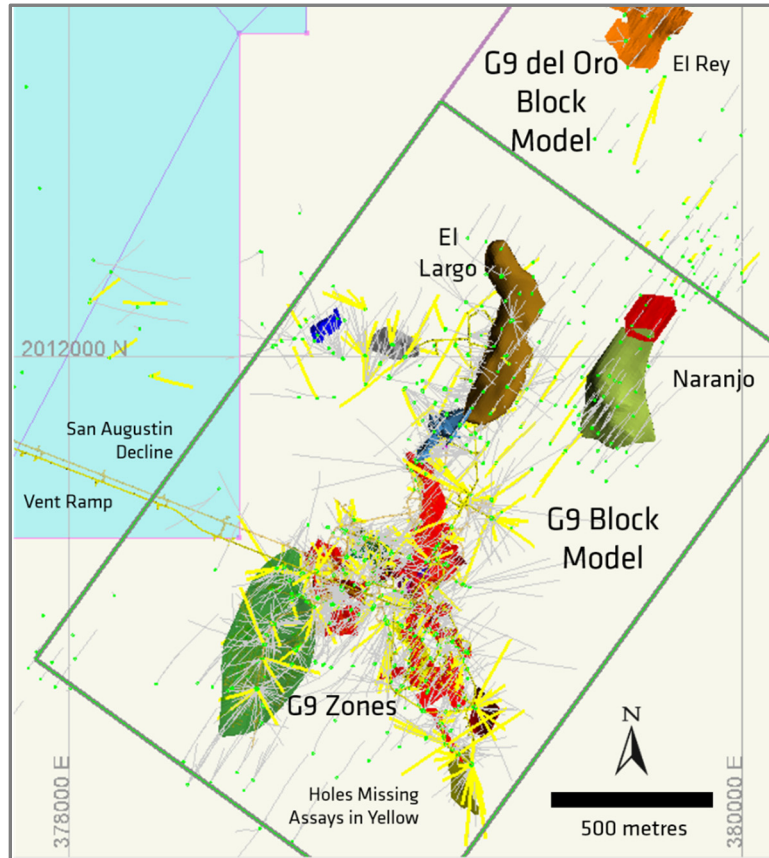 G9 del Oro
Block
Model
El Rey
El
Largo
2012000 N
Naranjo
San Augustin
Decline
Vent Ramp
G9 Block
Model
G9 Zones
N
Holes Missing
Assays in Yellow
500 metres
378000 E
380000 E